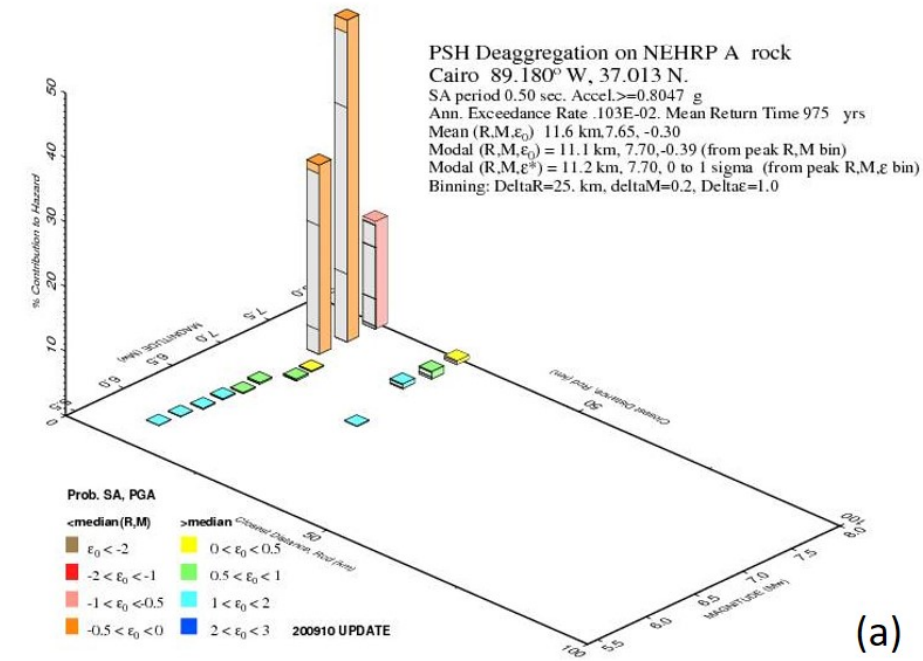 PSH Deaggregation on NEHRP A rock
Cairo 89.180° W, 37.013 N.
SA period 0.50 sec. Accel.>=0.8047 g
Ann. Exceedance Rate .103E-02. Mean Return Time 975 yrs
Mean (R,M,ε₀) 11.6 km,7.65, -0.30
Modal (R,M,ε₀) = 11.1 km, 7.70,-0.39 (from peak R,M bin)
Modal (R,M,ε*) = 11.2 km, 7.70, 0 to 1 sigma (from peak R,M,ε bin)
Binning: DeltaR=25. km, deltaM=0.2, Deltaε=1.0
% Contribution to Hazard
50
40
30
20
10
0
MAGNITUDE (Mw)
5.5
6.0
6.5
7.0
7.5
Closest Distance, Rcd (km)
50
100
8.0
7.5
7.0
6.5
6.0
5.5
MAGNITUDE (Mw)
Closest Distance, Rcd (km)
50
100
Prob. SA, PGA
<median(R,M) >median
ε₀ < -2 0 < ε₀ < 0.5
-2 < ε₀ < -1 0.5 < ε₀ < 1
-1 < ε₀ <-0.5 1 < ε₀ < 2
-0.5 < ε₀ < 0 2 < ε₀ < 3
200910 UPDATE
(a)